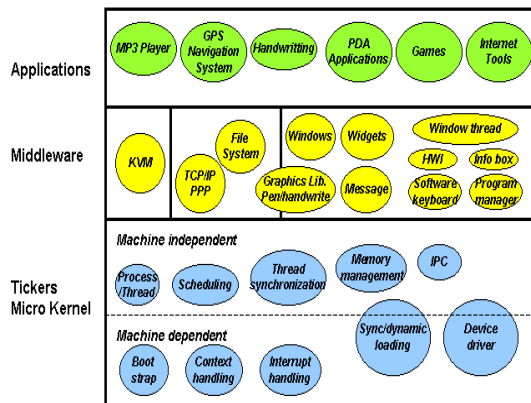 Applications
MP3 Player
GPS
Navigation
System
Handwritting
PDA
Applications
Games
Internet
Tools
Middleware
KVM
TCP/IP
PPP
File
System
Windows
Widgets
Graphics Lib.
Pen/handwrite
Message
Window thread
HWI
Info box
Software
keyboard
Program
manager
Tickers
Micro Kernel
Machine independent
Process
/Thread
Scheduling
Thread
synchronization
Memory
management
IPC
Machine dependent
Boot
strap
Context
handling
Interrupt
handling
Sync/dynamic
loading
Device
driver